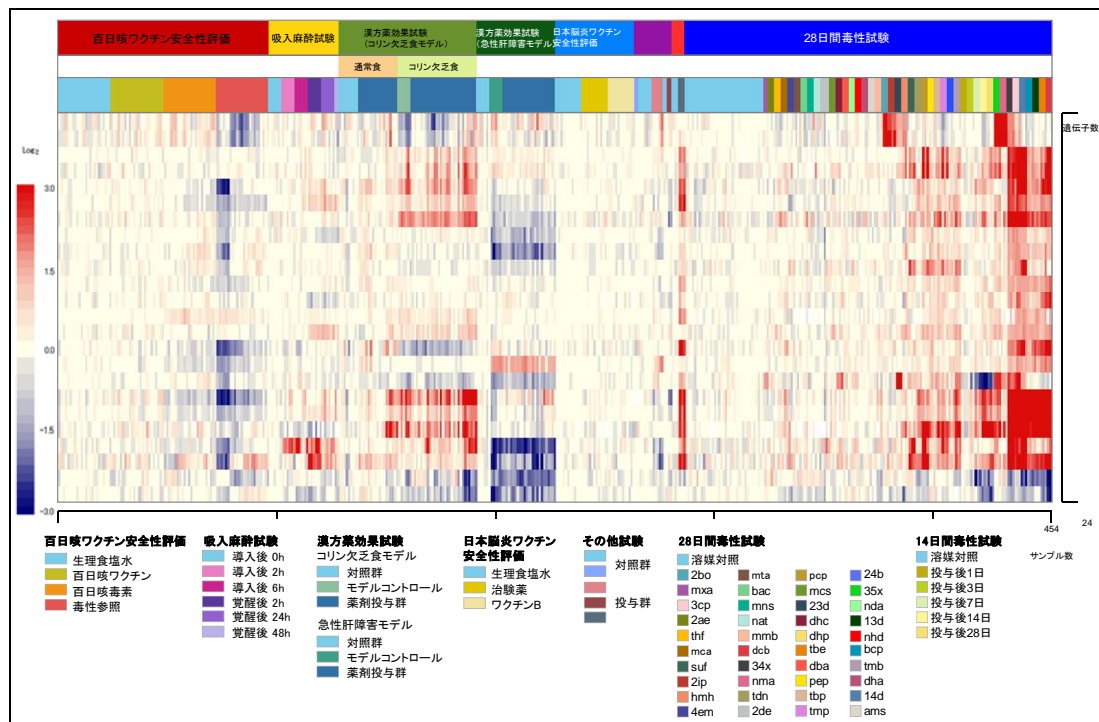 百日咳ワクチン安全性評価
吸入麻酔試験
漢方薬効果試験
(コリン欠乏食モデル)
漢方薬効果試験
(急性肝障害モデル
日本脳炎ワクチン
安全性評価
28日間毒性試験
通常食
コリン欠乏食
遺伝子数
Log2
3.0
1.5
0.0
-1.5
-3.0
454
24
サンプル数
百日咳ワクチン安全性評価
生理食塩水
百日咳ワクチン
百日咳毒素
毒性参照
吸入麻酔試験
導入後 0h
導入後 2h
導入後 6h
覚醒後 2h
覚醒後 24h
覚醒後 48h
漢方薬効果試験
コリン欠乏食モデル
対照群
モデルコントロール
薬剤投与群
急性肝障害モデル
対照群
モデルコントロール
薬剤投与群
日本脳炎ワクチン
安全性評価
生理食塩水
治験薬
ワクチンB
その他試験
対照群
投与群
28日間毒性試験
溶媒対照
2bo
mxa
3cp
2ae
thf
mca
suf
2ip
hmh
4em
mta
bac
mns
nat
mmb
dcb
34x
nma
tdn
2de
pcp
mcs
23d
dhc
dhp
tbe
dba
pep
tbp
tmp
24b
35x
nda
13d
nhd
bcp
tmb
dha
14d
ams
14日間毒性試験
溶媒対照
投与後1日
投与後3日
投与後7日
投与後14日
投与後28日